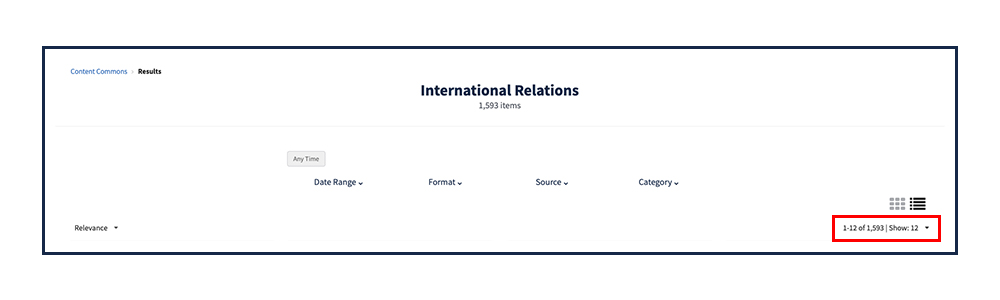 Content Commons › Results
International Relations
1,593 items
Any Time
Date Range Format Source Category
Relevance 1-12 of 1,593 | Show: 12